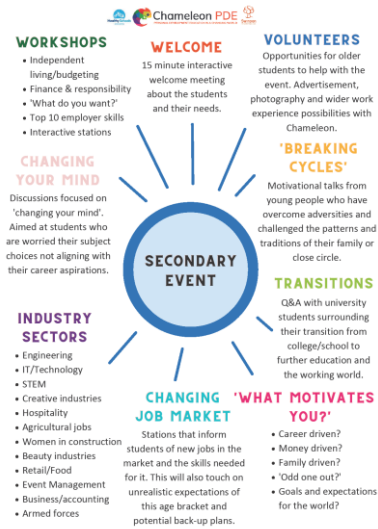 Chameleon PDE
WORKSHOPS
• Independent
living/budgeting
• Finance & responsibility
• 'What do you want?'
• Top 10 employer skills
• Interactive stations
WELCOME
15 minute interactive
welcome meeting
about the students
and their needs.
VOLUNTEERS
Opportunities for older
students to help with the
event. Advertisement,
photography and wider work
experience possibilities with
Chameleon.
CHANGING
YOUR MIND
Discussions focused on
'changing your mind'.
Aimed at students who
are worried their subject
choices not aligning with
their career aspirations.
'BREAKING
CYCLES'
Motivational talks from
young people who have
overcome adversities and
challenged the patterns and
traditions of their family or
close circle.
SECONDARY
EVENT
TRANSITIONS
Q&A with university
students surrounding
their transition from
college/school to
further education and
the working world.
INDUSTRY
SECTORS
• Engineering
• IT/Technology
• STEM
• Creative industries
• Hospitality
• Agricultural jobs
• Women in construction
• Beauty industries
• Retail/Food
• Event Management
• Business/accounting
• Armed forces
CHANGING
JOB MARKET
Stations that inform
students of new jobs in the
market and the skills needed
for it. This will also touch on
unrealistic expectations of
this age bracket and
potential back-up plans.
'WHAT MOTIVATES
YOU?'
• Career driven?
• Money driven?
• Family driven?
• 'Odd one out?'
• Goals and expectations
for the world?